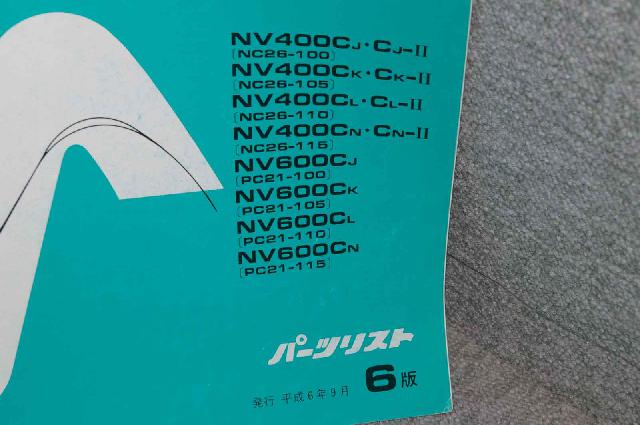 NV400CJ・CJ-II
(NC26-100)
NV400CK・CK-II
(NC26-105)
NV400CL・CL-II
(NC26-110)
NV400CN・CN-II
(NC26-115)
NV600CJ
(PC21-100)
NV600CK
(PC21-105)
NV600CL
(PC21-110)
NV600CN
(PC21-115)
パーツリスト
発行 平成6年9月 6版